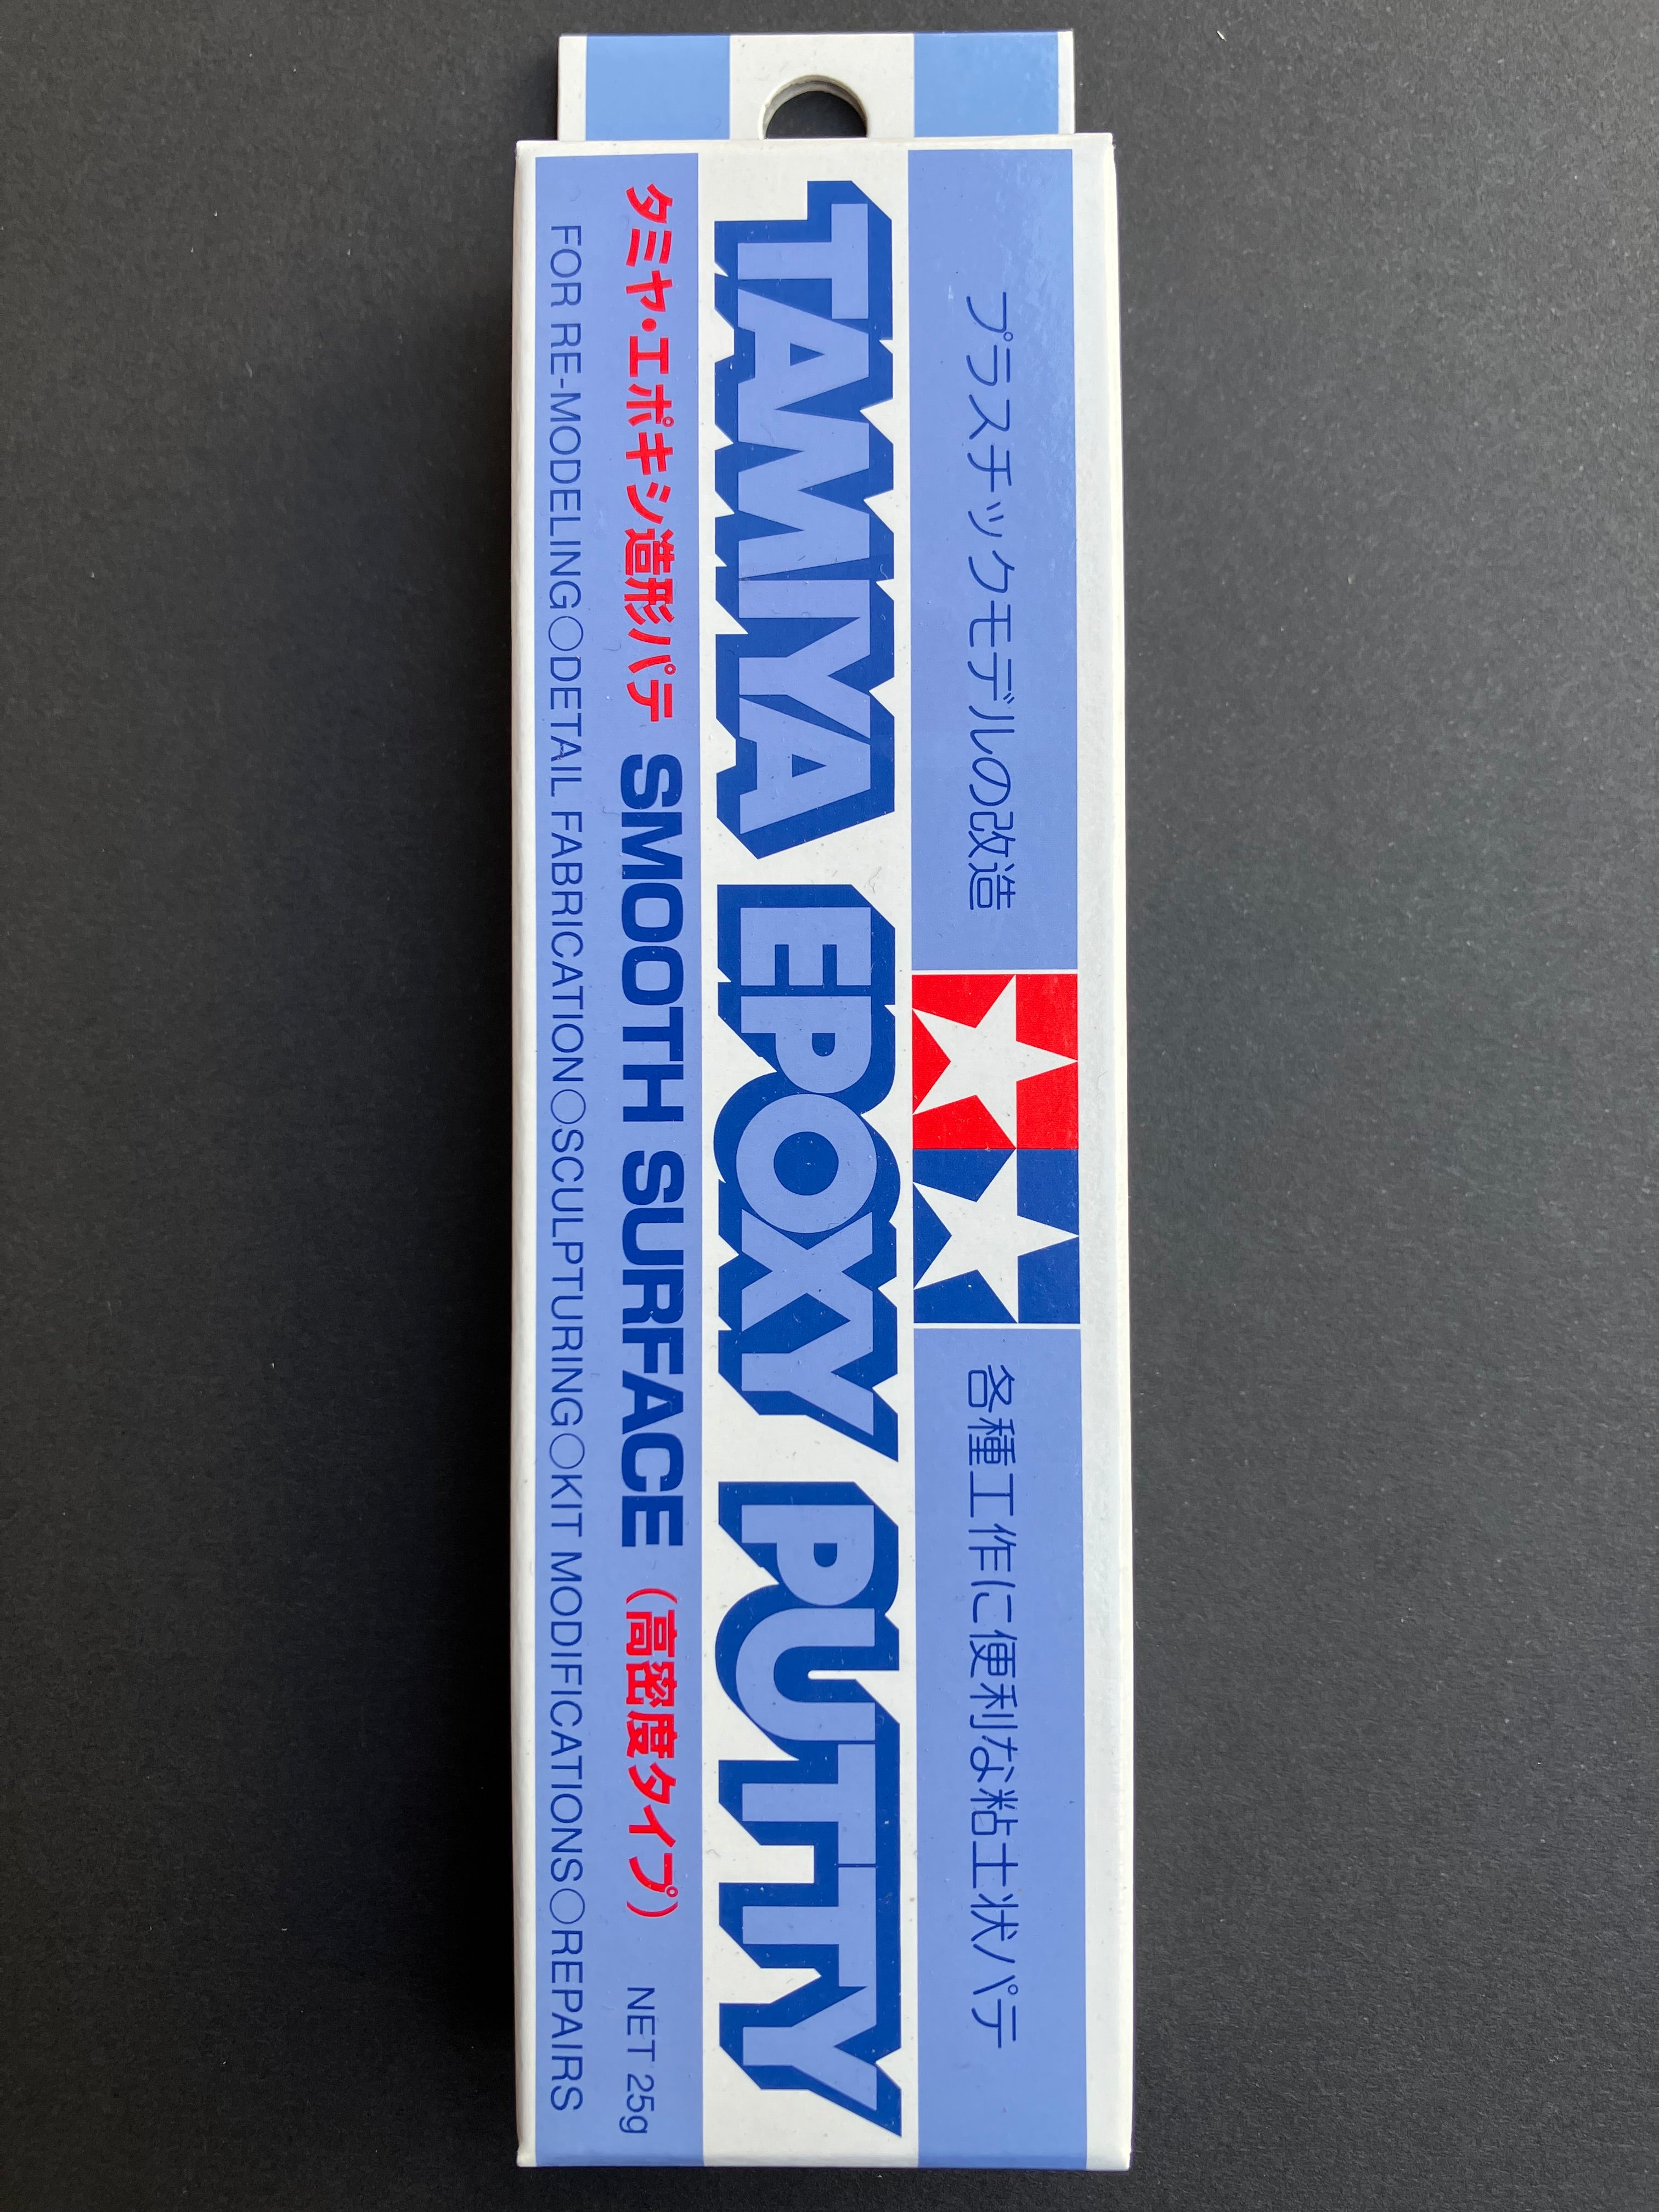 プラスチックモデルの改造
各種工作に便利な粘土状パテ
TAMIYA EPOXY PUTTY
タミヤ・エポキシ造形パテ SMOOTH SURFACE (高密度タイプ) NET 25g
FOR RE-MODELING○DETAIL FABRICATION○SCULPTURING○KIT MODIFICATIONS○REPAIRS